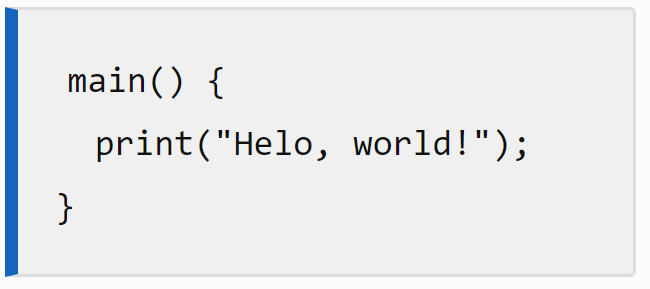 main() {
print("Helo, world!");
}